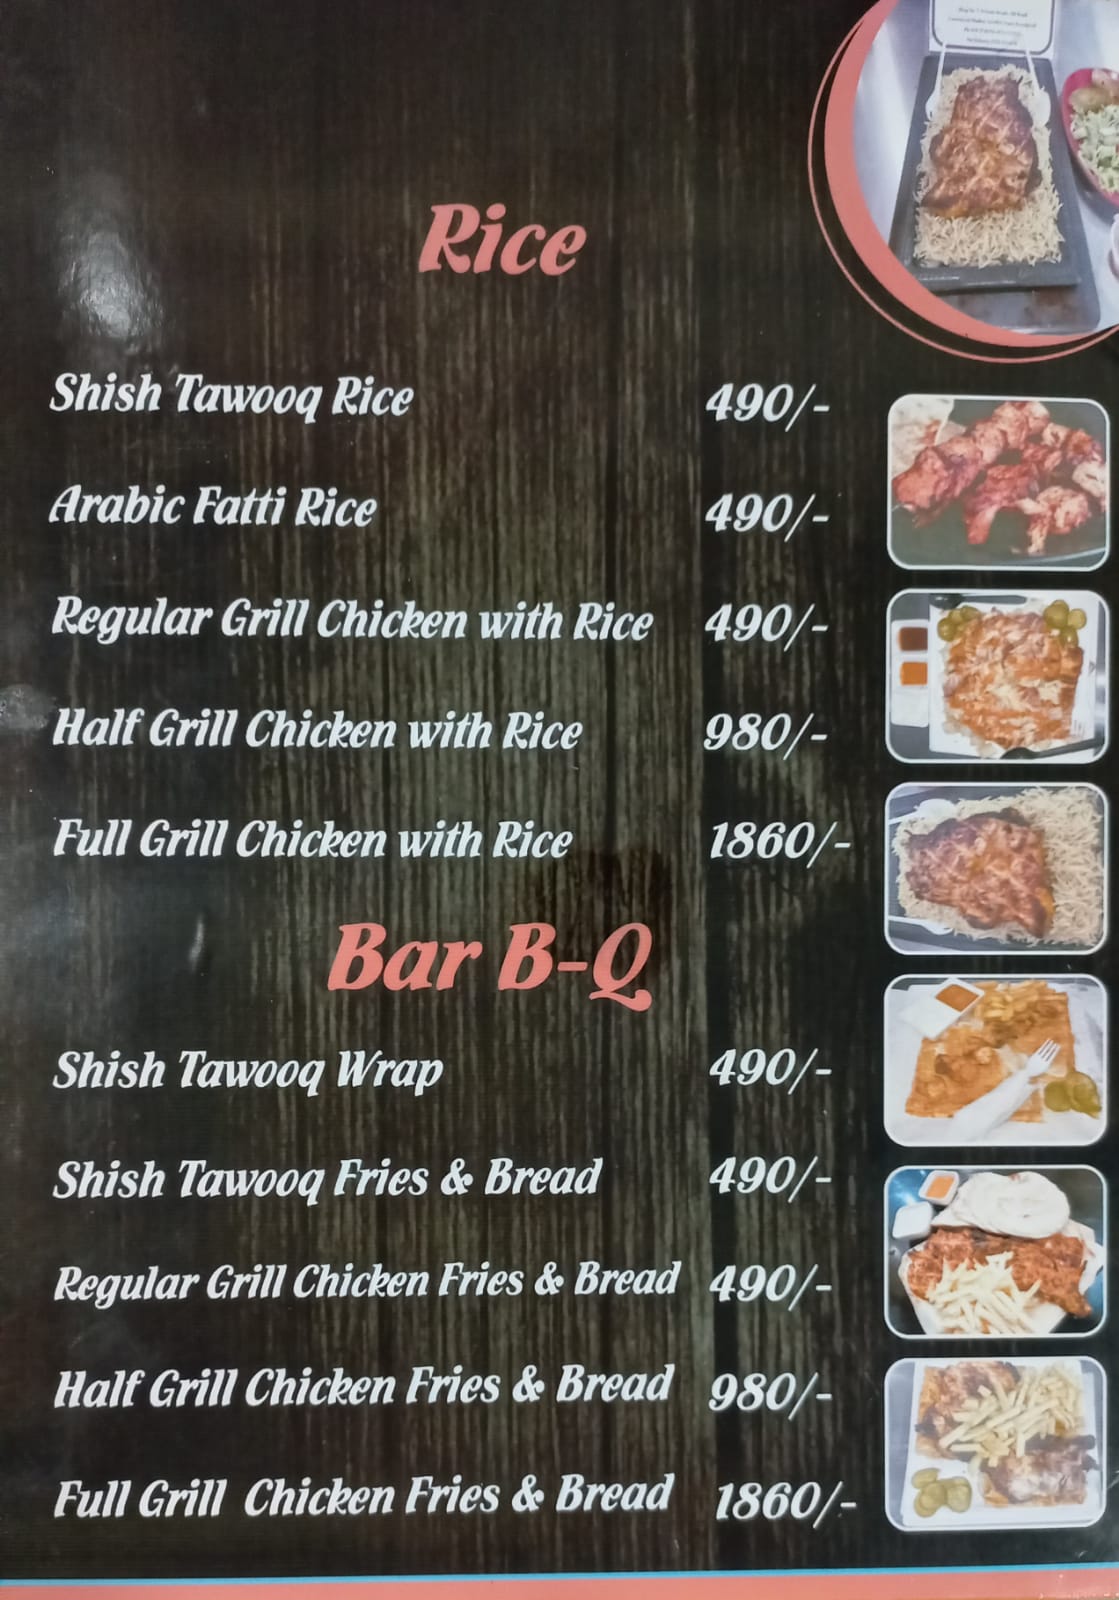 Rice
Shish Tawooq Rice 490/-
Arabic Fatti Rice 490/-
Regular Grill Chicken with Rice 490/-
Half Grill Chicken with Rice 980/-
Full Grill Chicken with Rice 1860/-
Bar B-Q
Shish Tawooq Wrap 490/-
Shish Tawooq Fries & Bread 490/-
Regular Grill Chicken Fries & Bread 490/-
Half Grill Chicken Fries & Bread 980/-
Full Grill Chicken Fries & Bread 1860/-